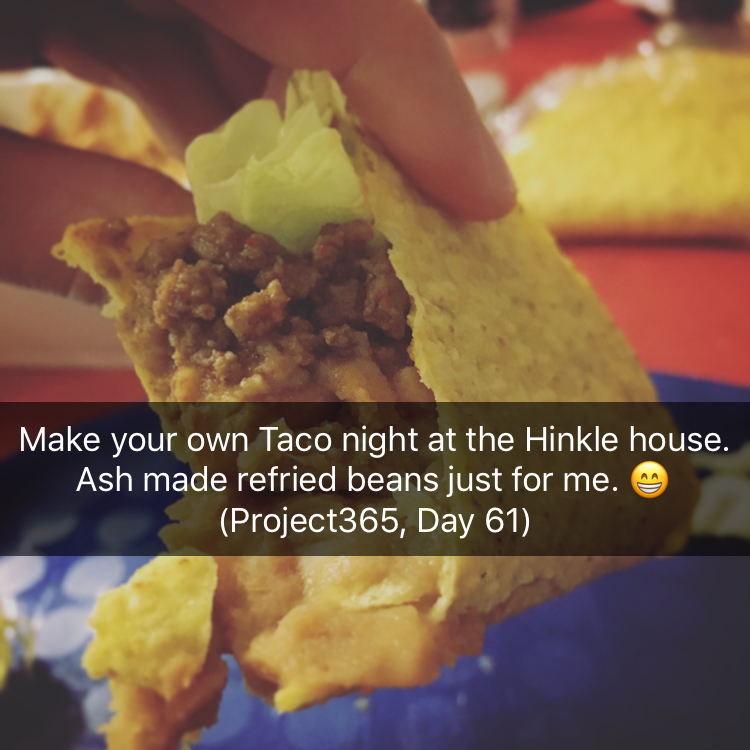 Make your own Taco night at the Hinkle house.
Ash made refried beans just for me. 😁
(Project365, Day 61)